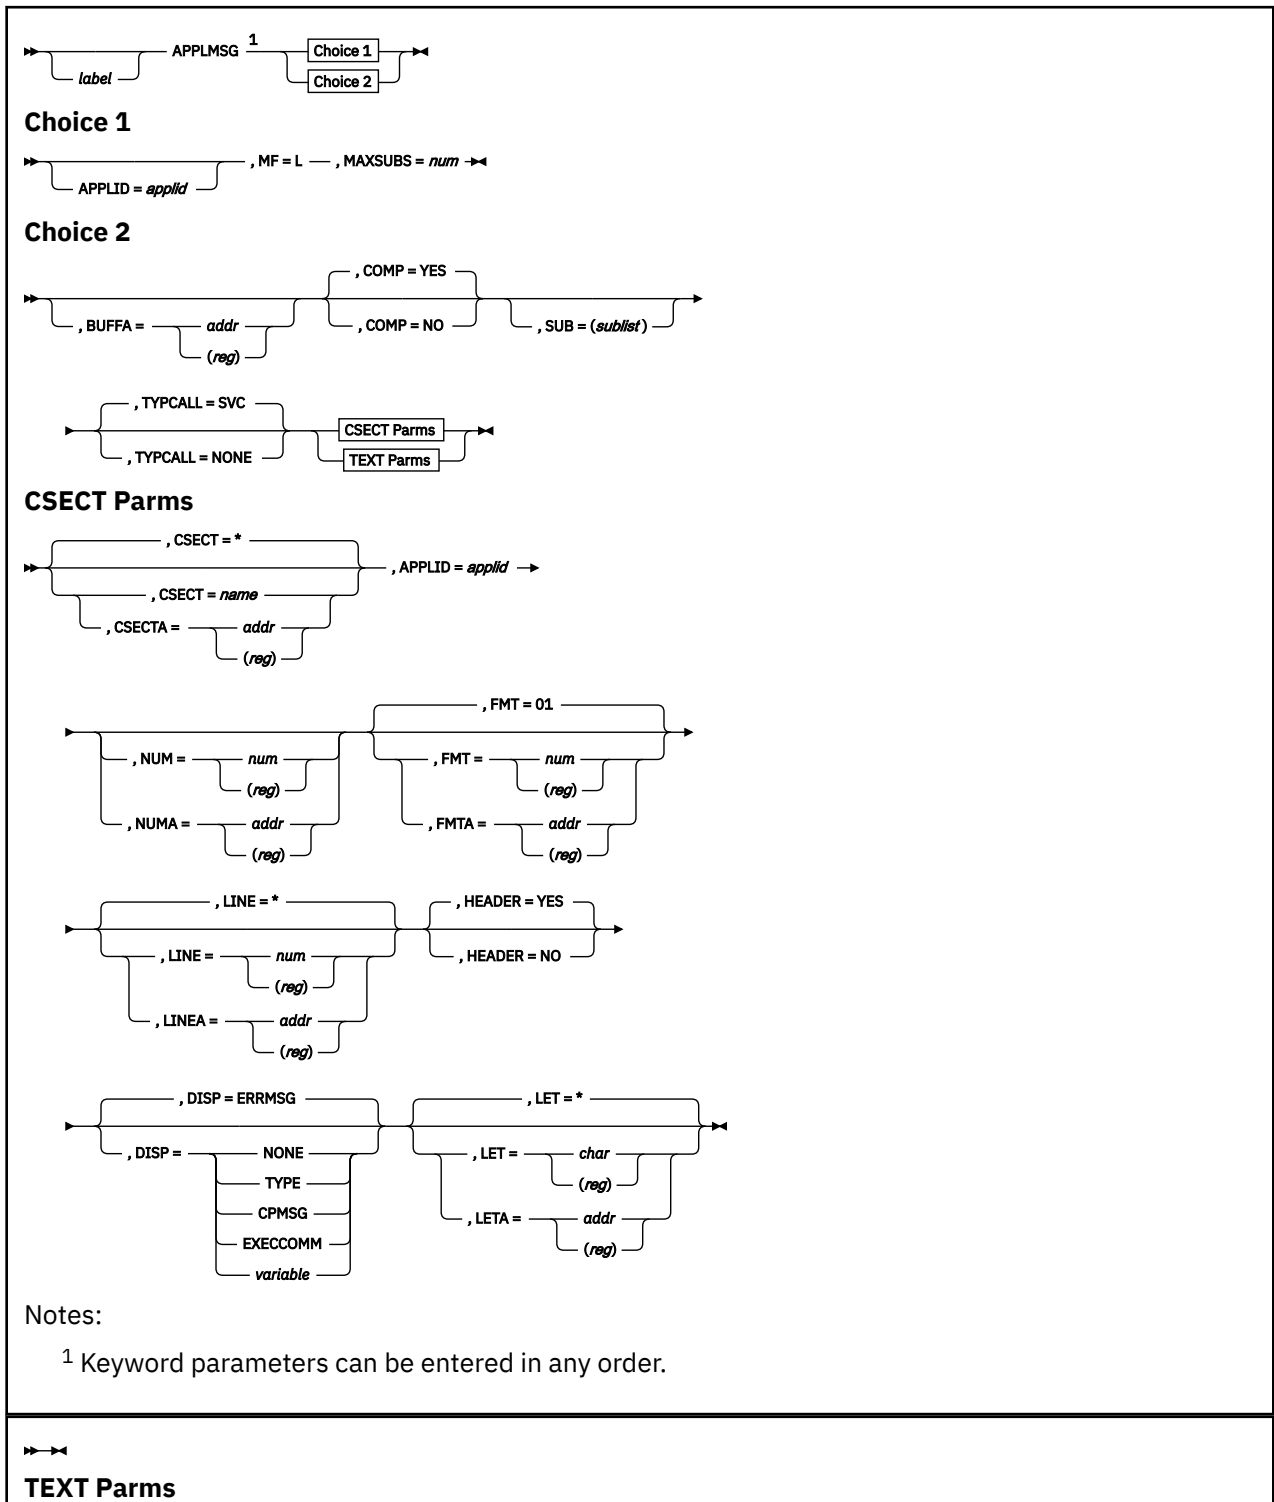 label APPLMSG 1 Choice 1
Choice 2
Choice 1
APPLID = applid , MF = L , MAXSUBS = num
Choice 2
, COMP = YES
, BUFFA = addr , COMP = NO , SUB = (sublist)
(reg)
, TYPCALL = SVC
CSECT Parms
, TYPCALL = NONE TEXT Parms
CSECT Parms
, CSECT = *
, APPLID = applid
, CSECT = name
, CSECTA = addr
(reg)
, FMT = 01
, NUM = num , FMT = num
(reg) (reg)
, NUMA = addr , FMTA = addr
(reg) (reg)
, LINE = * , HEADER = YES
, LINE = num , HEADER = NO
(reg)
, LINEA = addr
(reg)
, DISP = ERRMSG , LET = *
, DISP = NONE , LET = char
TYPE (reg)
CPMSG , LETA = addr
EXECCOMM (reg)
variable
Notes:
1 Keyword parameters can be entered in any order.
TEXT Parms